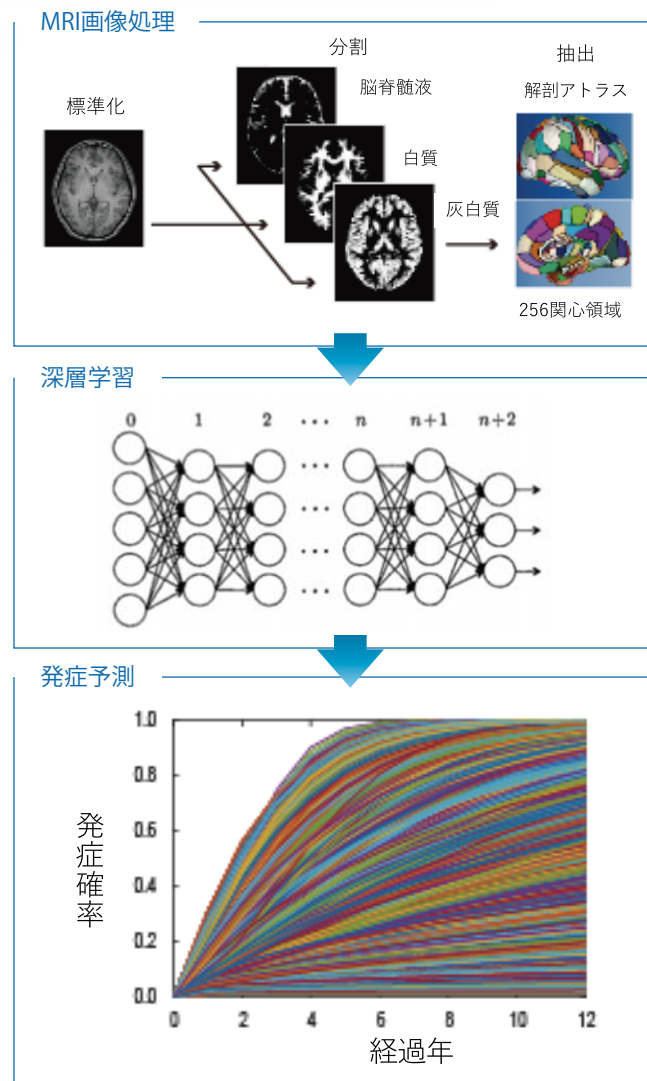 MRI画像処理
標準化
分割
脳脊髄液
白質
灰白質
抽出
解剖アトラス
256関心領域
深層学習
0 1 2 ··· n n+1 n+2
···
···
···
···
発症予測
発症確率
1.0
0.8
0.6
0.4
0.2
0.0
0 2 4 6 8 10 12
経過年